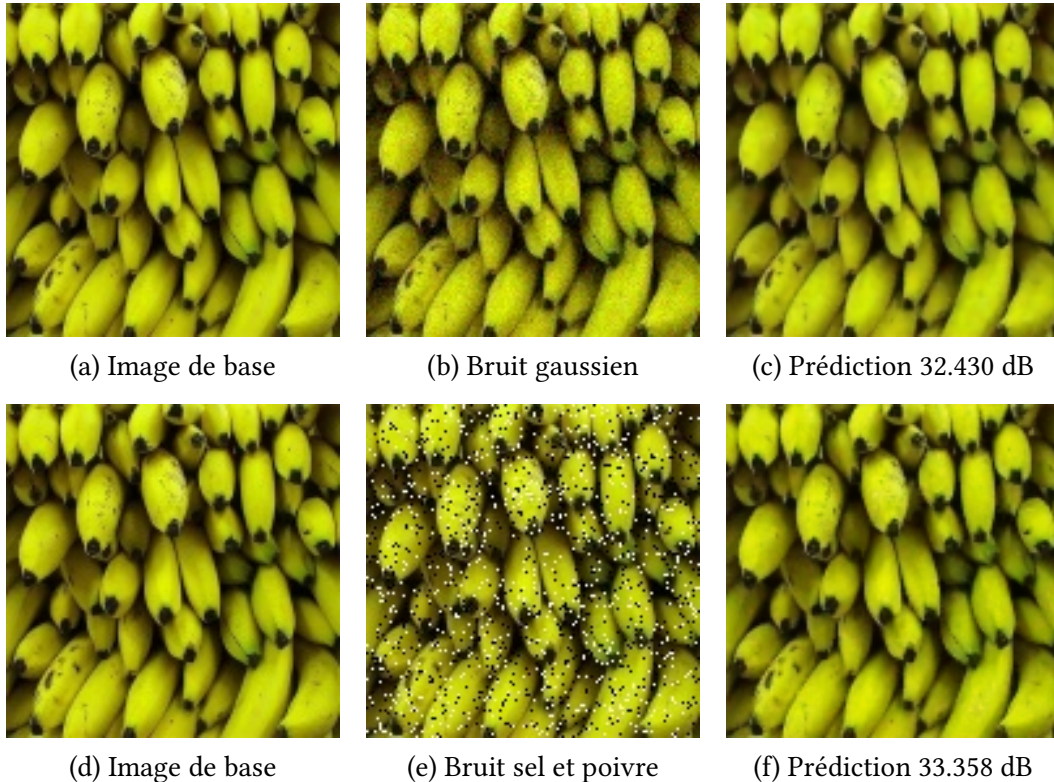 (a) Image de base
(b) Bruit gaussien
(c) Prédiction 32.430 dB
(d) Image de base
(e) Bruit sel et poivre
(f) Prédiction 33.358 dB